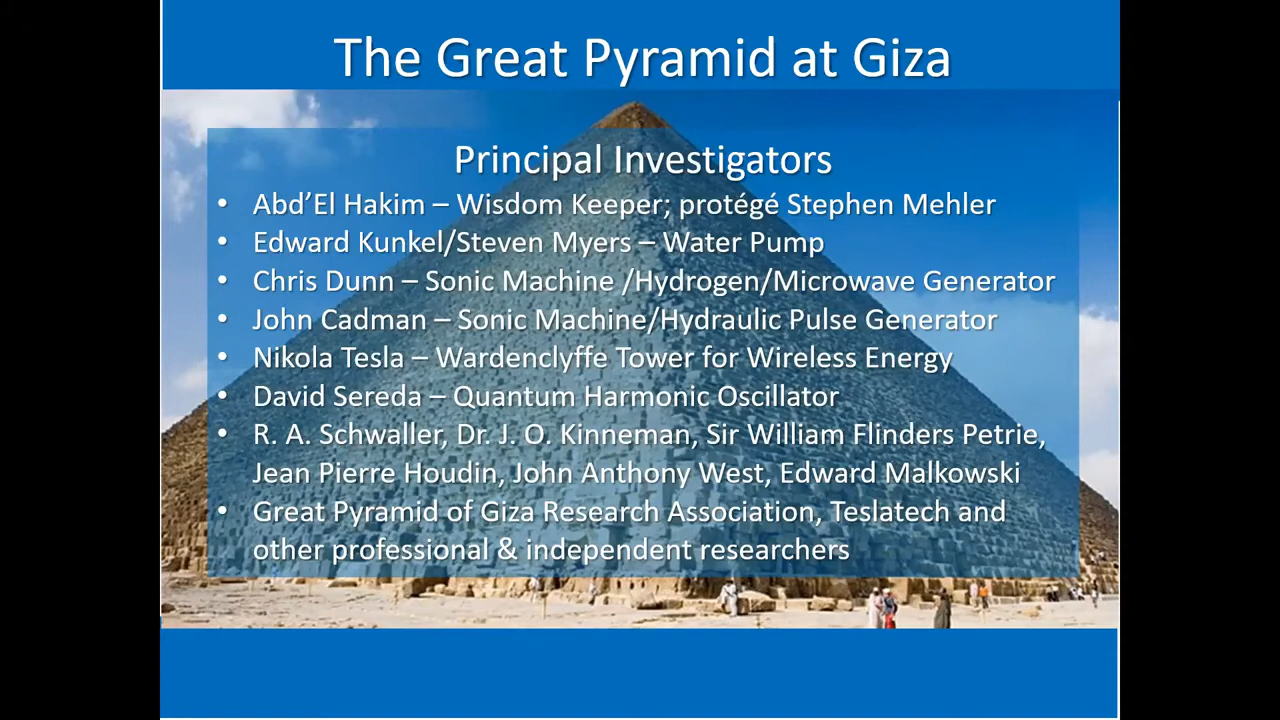 The Great Pyramid at Giza
Principal Investigators
• Abd’El Hakim – Wisdom Keeper; protégé Stephen Mehler
• Edward Kunkel/Steven Myers – Water Pump
• Chris Dunn – Sonic Machine /Hydrogen/Microwave Generator
• John Cadman – Sonic Machine/Hydraulic Pulse Generator
• Nikola Tesla – Wardenclyffe Tower for Wireless Energy
• David Sereda – Quantum Harmonic Oscillator
• R. A. Schwaller, Dr. J. O. Kinneman, Sir William Flinders Petrie,
Jean Pierre Houdin, John Anthony West, Edward Malkowski
• Great Pyramid of Giza Research Association, Teslatech and
other professional & independent researchers